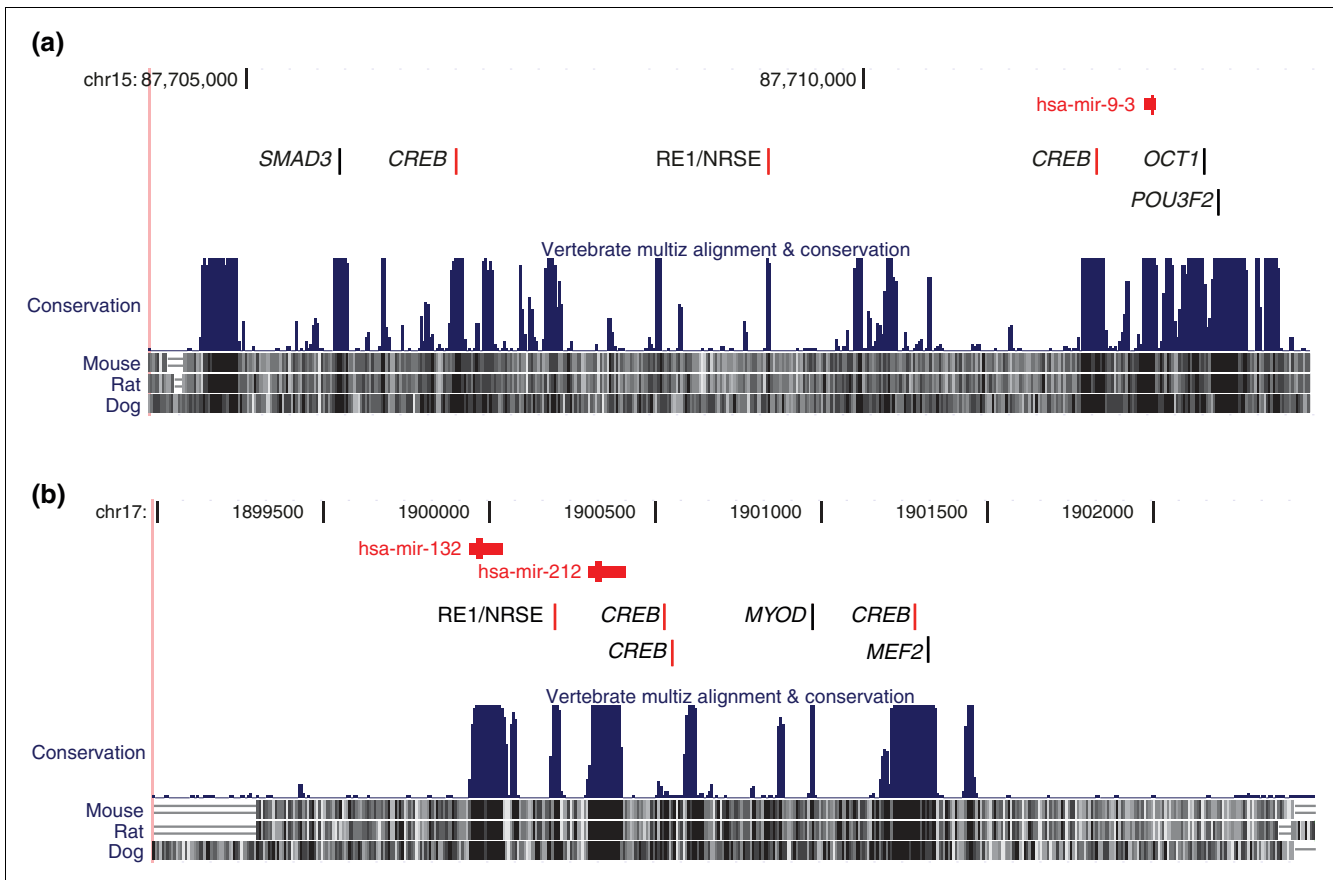 (a)
chr15: 87,705,000 87,710,000
hsa-mir-9-3
SMAD3 CREB RE1/NRSE CREB OCT1
POU3F2
Vertebrate multiz alignment & conservation
Conservation
Mouse
Rat
Dog
(b)
chr17: 1899500 1900000 1900500 1901000 1901500 1902000
hsa-mir-132
hsa-mir-212
RE1/NRSE CREB MYOD CREB
CREB MEF2
Vertebrate multiz alignment & conservation
Conservation
Mouse
Rat
Dog